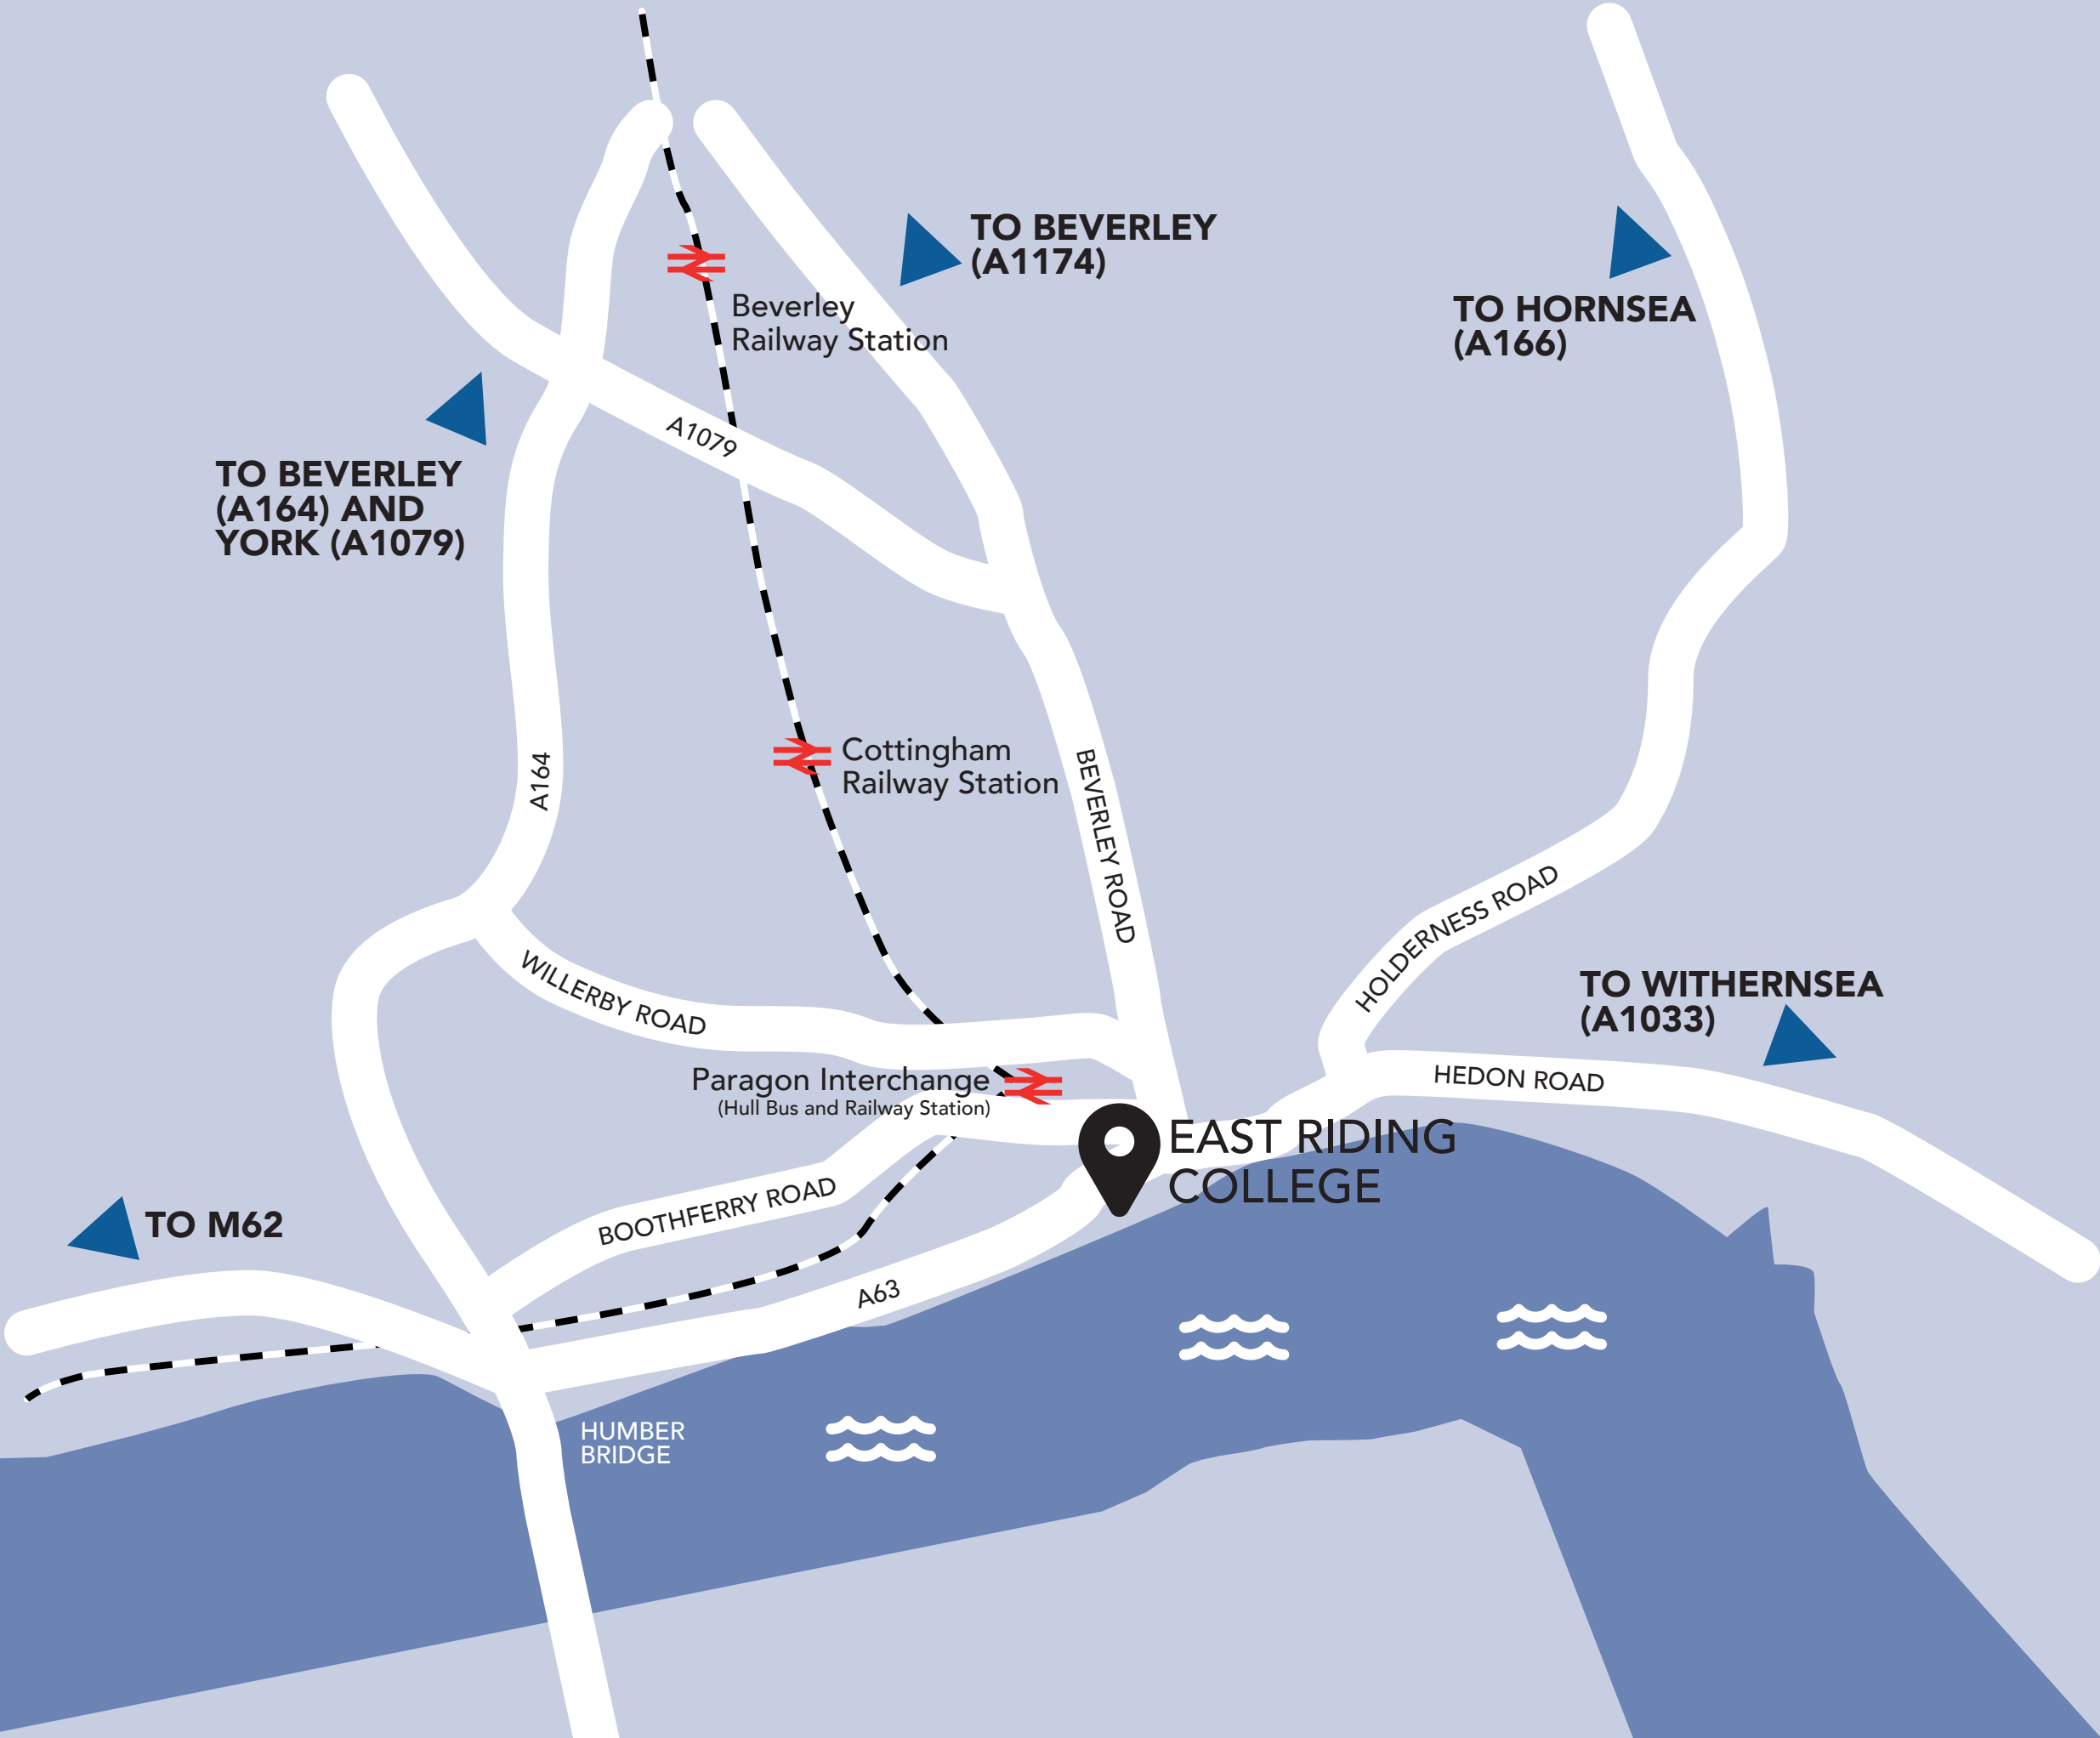 TO BEVERLEY
(A1174)
TO HORNSEA
(A166)
Beverley
Railway Station
A1079
TO BEVERLEY
(A164) AND
YORK (A1079)
A164
Cottingham
Railway Station
BEVERLEY ROAD
HOLDERNESS ROAD
WILLERBY ROAD
TO WITHERNSEA
(A1033)
Paragon Interchange
(Hull Bus and Railway Station)
HEDON ROAD
EAST RIDING
COLLEGE
BOOTHFERRY ROAD
TO M62
A63
HUMBER
BRIDGE